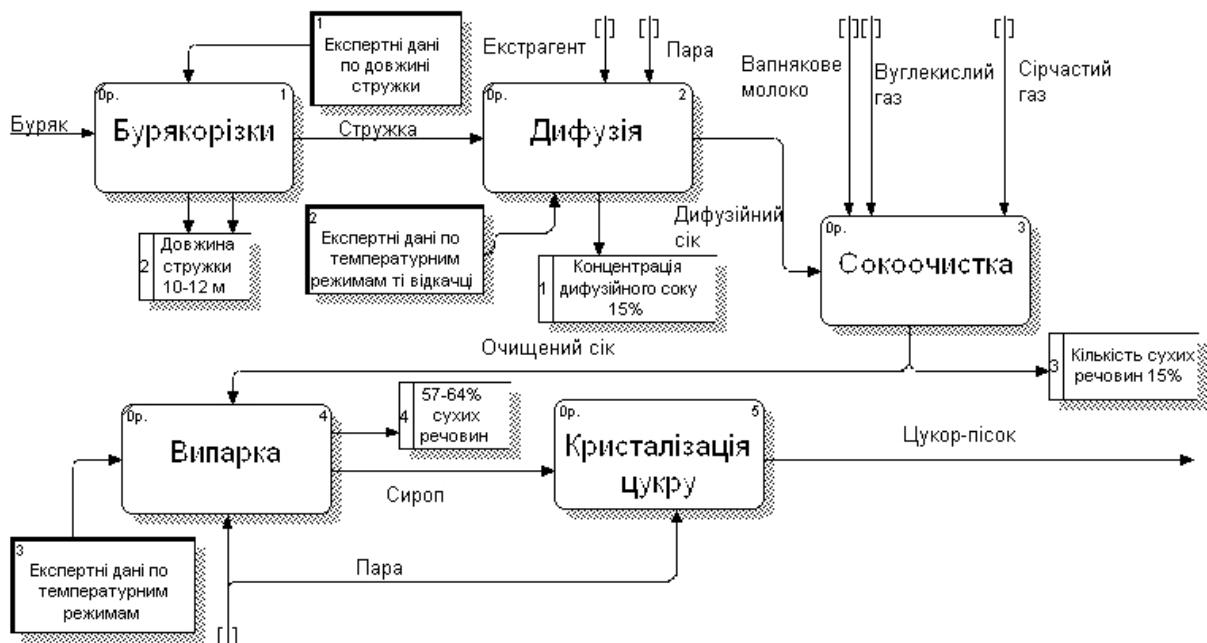 1
Експертні дані
по довжині
стружки
Екстрагент
Пара
Вапнякове
молоко
Вуглекислий
газ
Сірчастий
газ
0р.
1
Бурякорізки
Буряк
Стружка
0р.
2
Дифузія
2
Довжина
стружки
10-12 м
2
Експертні дані по
температурним
режимам ті відкачці
1
Концентрація
дифузійного соку
15%
Дифузійний
сік
0р.
3
Сокоочистка
Очищений сік
3
Кількість сухих
речовин 15%
0р.
4
Випарка
4
57-64%
сухих
речовин
Сироп
0р.
5
Кристалізація
цукру
Цукор-пісок
3
Експертні дані по
температурним
режимам
Пара